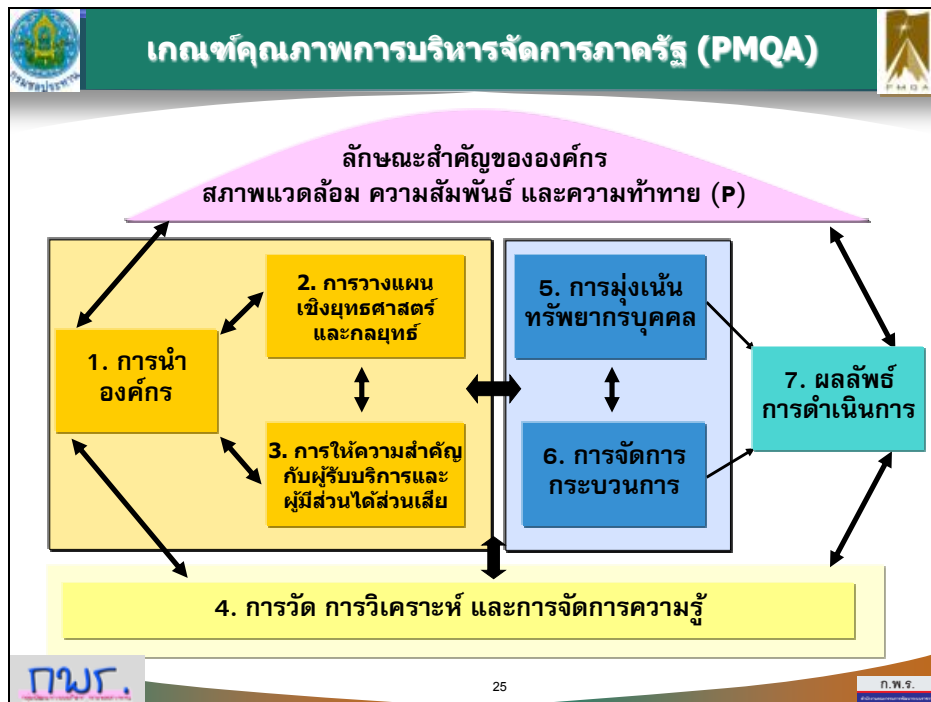 เกณฑ์คุณภาพการบริหารจัดการภาครัฐ (PMQA)
กรมชลประทาน
PMQA
ลักษณะสำคัญขององค์กร
สภาพแวดล้อม ความสัมพันธ์ และความท้าทาย (P)
1. การนำ
องค์กร
2. การวางแผน
เชิงยุทธศาสตร์
และกลยุทธ์
3. การให้ความสำคัญ
กับผู้รับบริการและ
ผู้มีส่วนได้ส่วนเสีย
5. การมุ่งเน้น
ทรัพยากรบุคคล
6. การจัดการ
กระบวนการ
7. ผลลัพธ์
การดำเนินการ
4. การวัด การวิเคราะห์ และการจัดการความรู้
กพร.
25
ก.พ.ร.